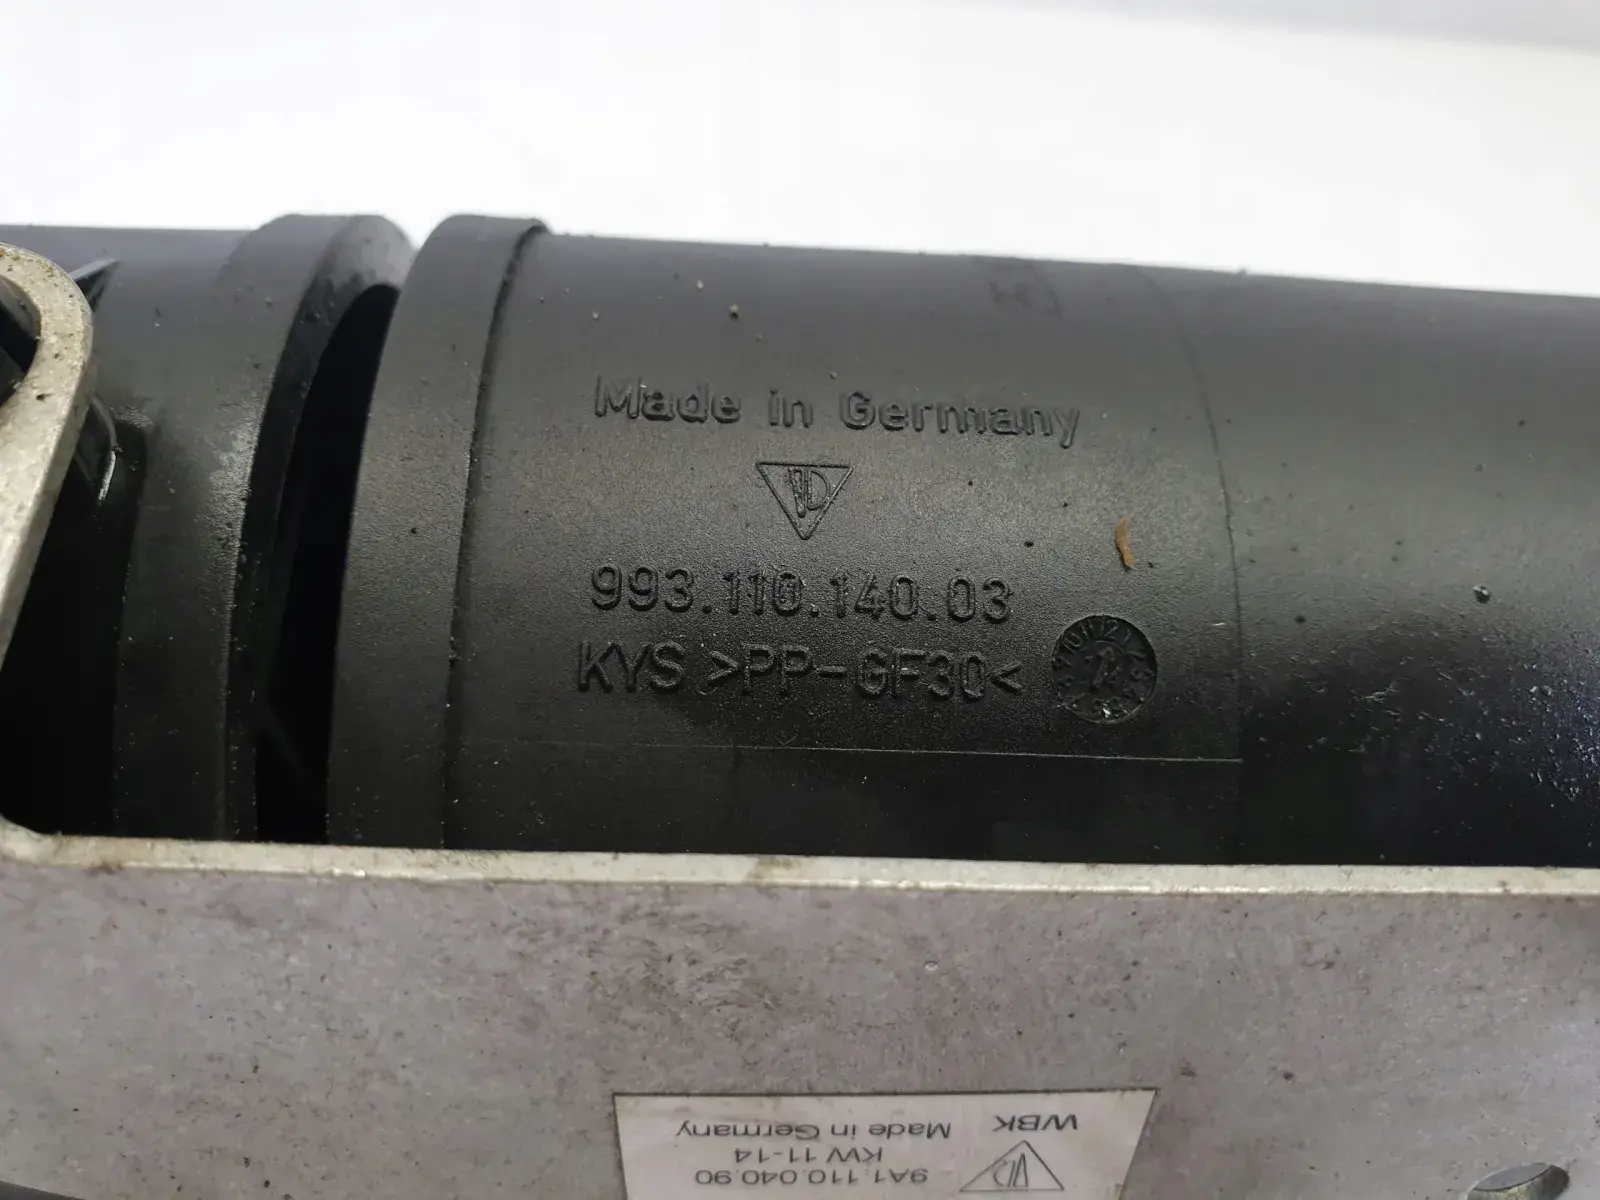 Made in Germany
993.110.140.03
KYS >PP-GF30<
WBK
Made in Germany
KW 11-14
9A1.110.040.90